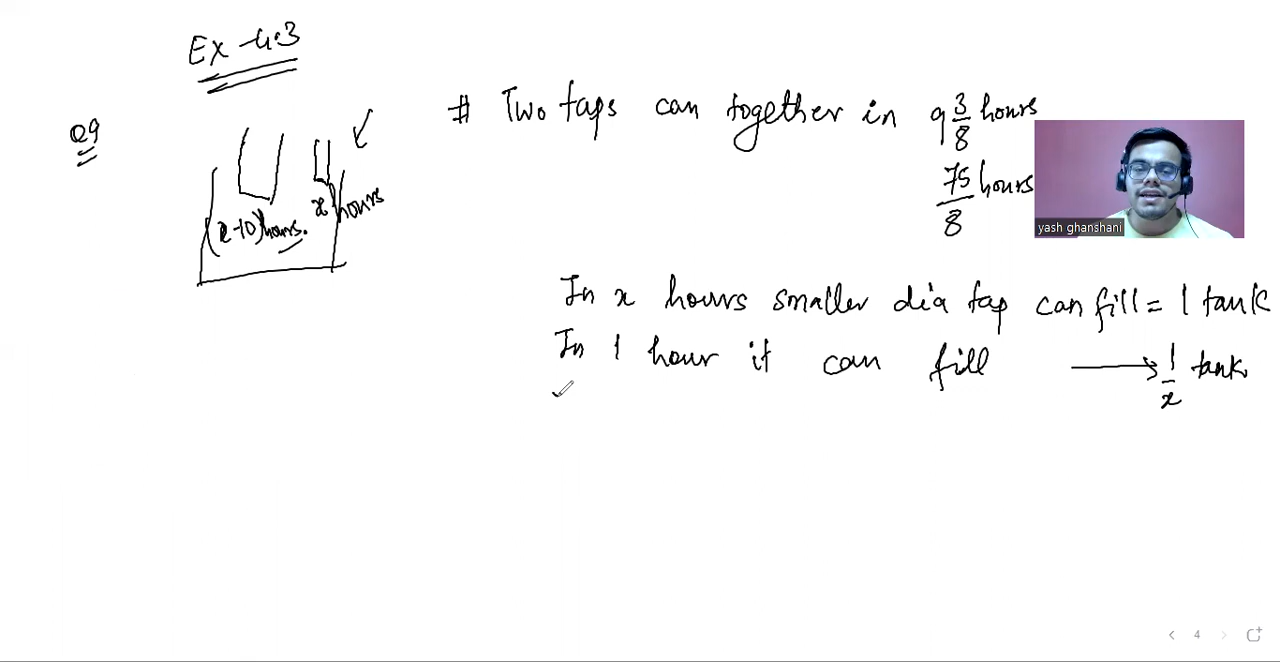 Ex-4.3
Q9
# Two taps can together in 9 3/8 hours
75/8 hours
(x-10) hours.
x hours
yash ghanshani
In x hours smaller dia tap can fill = 1 tank
In 1 hour it can fill → 1/x tank
4